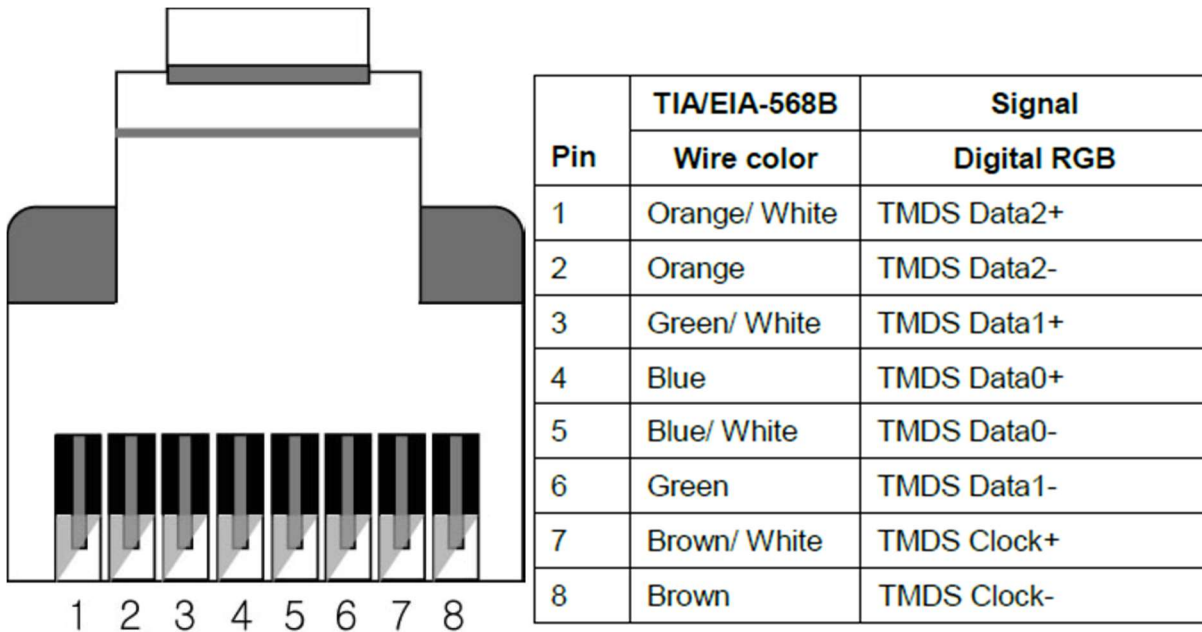 TIA/EIA-568B Signal
Pin Wire color Digital RGB
1 Orange/ White TMDS Data2+
2 Orange TMDS Data2-
3 Green/ White TMDS Data1+
4 Blue TMDS Data0+
5 Blue/ White TMDS Data0-
6 Green TMDS Data1-
7 Brown/ White TMDS Clock+
8 Brown TMDS Clock-
1 2 3 4 5 6 7 8